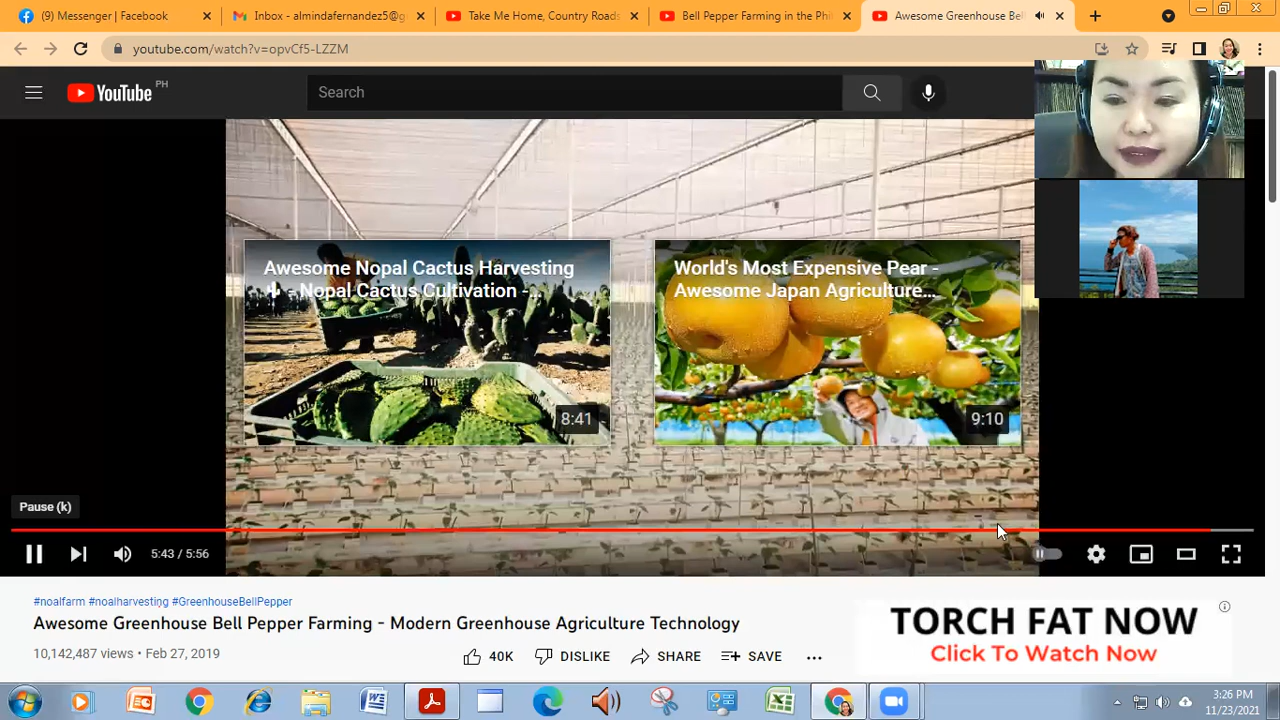 (9) Messenger | Facebook
Inbox - almindafernandez5@g
Take Me Home, Country Roads
Bell Pepper Farming in the Phi
Awesome Greenhouse Bel
youtube.com/watch?v=opvCf5-LZZM
YouTube PH
Search
Awesome Nopal Cactus Harvesting
- Nopal Cactus Cultivation -...
8:41
World's Most Expensive Pear -
Awesome Japan Agriculture...
9:10
Pause (k)
5:43 / 5:56
#noalfarm #noalharvesting #GreenhouseBellPepper
Awesome Greenhouse Bell Pepper Farming - Modern Greenhouse Agriculture Technology
10,142,487 views • Feb 27, 2019
40K
DISLIKE
SHARE
SAVE
TORCH FAT NOW
Click To Watch Now
3:26 PM
11/23/2021